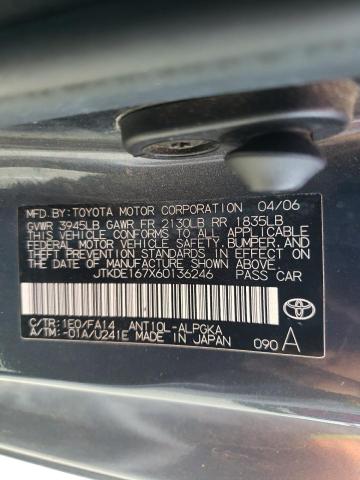 MFD. BY: TOYOTA MOTOR CORPORATION 04/06
GVWR 3945LB GAWR FR 2130LB RR 1835LB
THIS VEHICLE CONFORMS TO ALL APPLICABLE
FEDERAL MOTOR VEHICLE SAFETY, BUMPER, AND
THEFT PREVENTION STANDARDS IN EFFECT ON
THE DATE OF MANUFACTURE SHOWN ABOVE.
JTKDE167X60136246 PASS. CAR
C/TR: 1E0/FA14 ANT10L-ALPGKA
A/TM: -01A/U241E MADE IN JAPAN 090 A